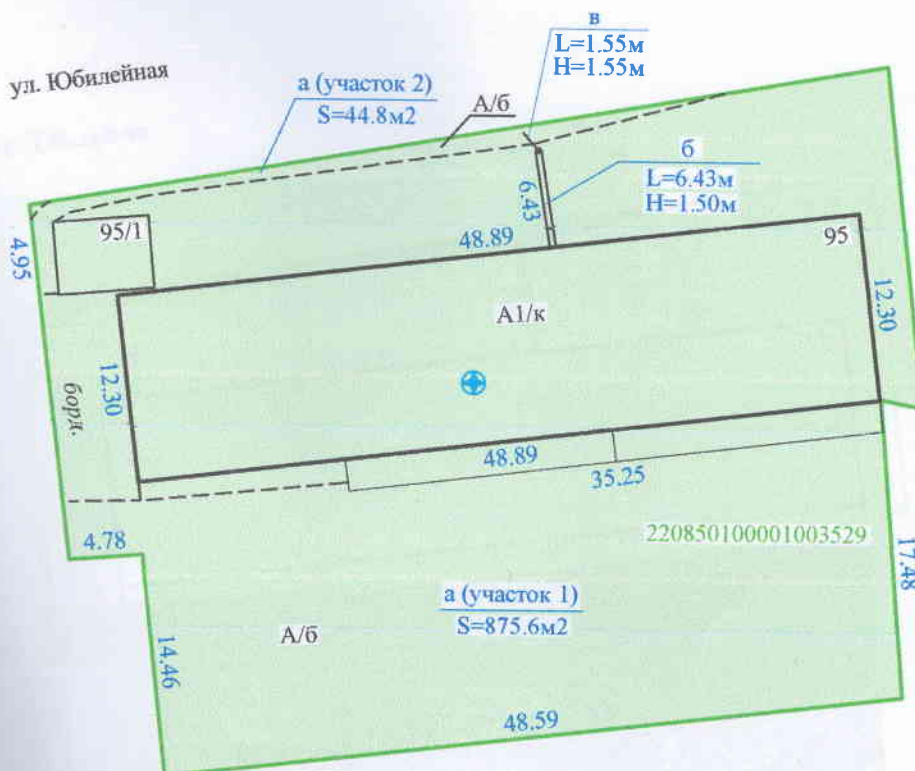 в
L=1.55м
H=1.55м
ул. Юбилейная
а (участок 2)
S=44.8м2
А/б
б
L=6.43м
H=1.50м
6.43
95/1
48.89
95
4.95
А1/к
12.30
12.30
борд.
48.89
35.25
4.78
220850100001003529
17.48
а (участок 1)
S=875.6м2
А/б
14.46
48.59